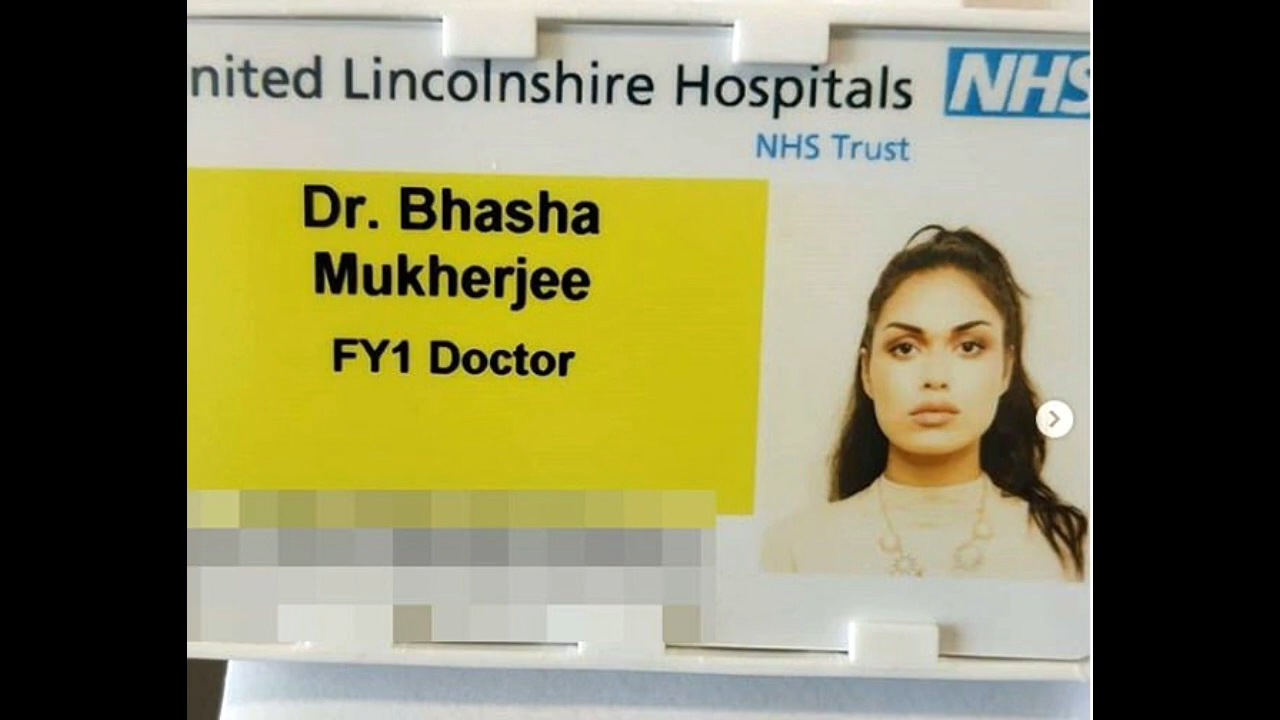 nited Lincolnshire Hospitals NHS
NHS Trust
Dr. Bhasha
Mukherjee
FY1 Doctor